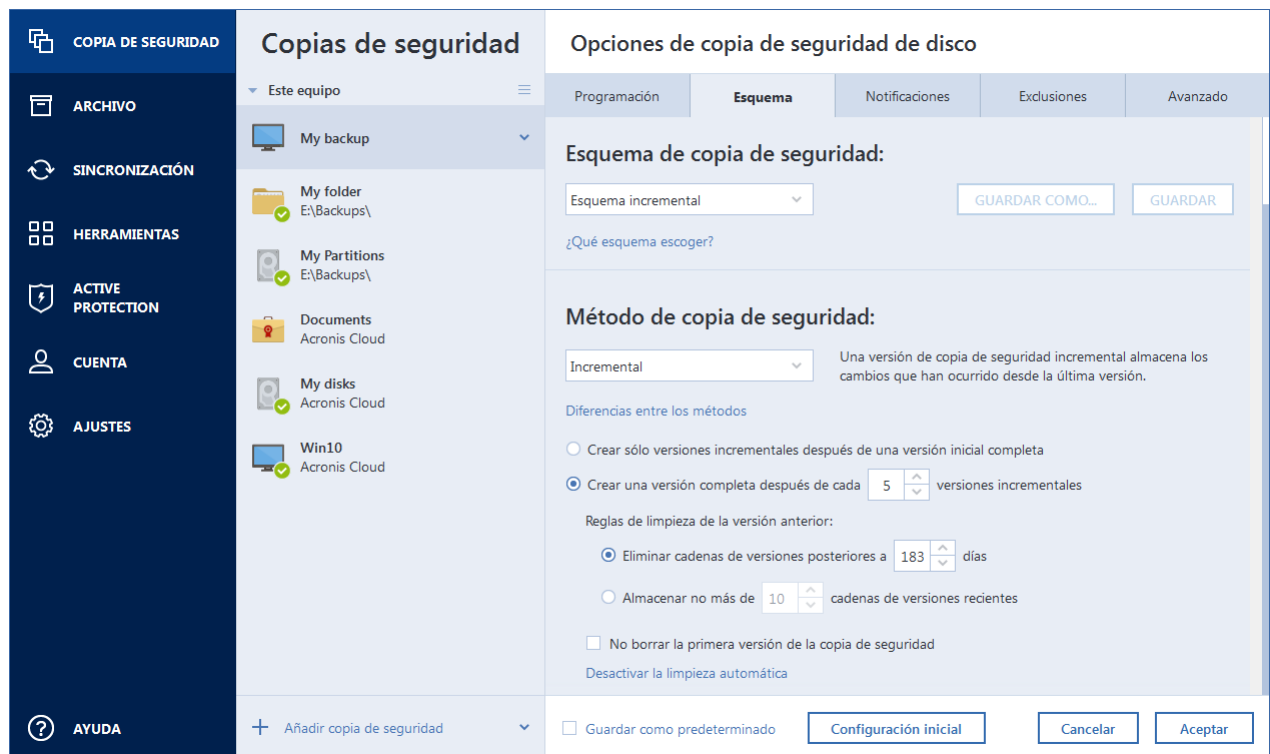 COPIA DE SEGURIDAD
ARCHIVO
SINCRONIZACIÓN
HERRAMIENTAS
ACTIVE
PROTECTION
CUENTA
AJUSTES
AYUDA
Copias de seguridad
Este equipo
My backup
My folder
E:\Backups\
My Partitions
E:\Backups\
Documents
Acronis Cloud
My disks
Acronis Cloud
Win10
Acronis Cloud
Añadir copia de seguridad
Opciones de copia de seguridad de disco
Programación Esquema Notificaciones Exclusiones Avanzado
Esquema de copia de seguridad:
Esquema incremental GUARDAR COMO... GUARDAR
¿Qué esquema escoger?
Método de copia de seguridad:
Incremental
Una versión de copia de seguridad incremental almacena los
cambios que han ocurrido desde la última versión.
Diferencias entre los métodos
Crear sólo versiones incrementales después de una versión inicial completa
Crear una versión completa después de cada 5 versiones incrementales
Reglas de limpieza de la versión anterior:
Eliminar cadenas de versiones posteriores a 183 días
Almacenar no más de 10 cadenas de versiones recientes
No borrar la primera versión de la copia de seguridad
Desactivar la limpieza automática
Guardar como predeterminado Configuración inicial Cancelar Aceptar